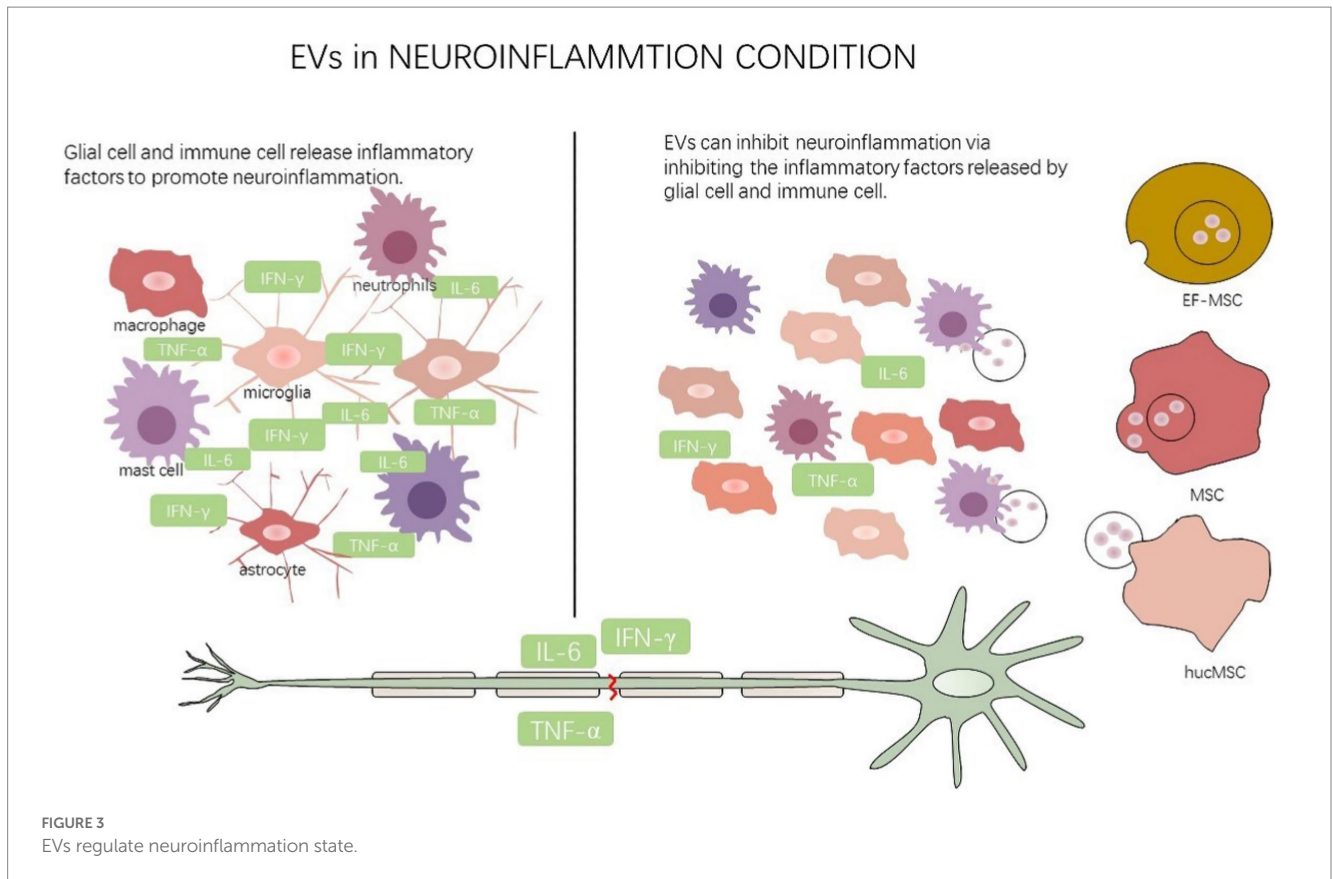 EVs in NEUROINFLAMMTION CONDITION
Glial cell and immune cell release inflammatory
factors to promote neuroinflammation.
EVs can inhibit neuroinflammation via
inhibiting the inflammatory factors released by
glial cell and immune cell.
macrophage
IFN-γ
neutrophils
IL-6
TNF-α
IFN-γ
microglia
IL-6
TNF-α
IFN-γ
mast cell
IL-6
IL-6
IFN-γ
TNF-α
astrocyte
IL-6
IFN-γ
TNF-α
EF-MSC
MSC
hucMSC
IL-6
IFN-γ
TNF-α
FIGURE 3
EVs regulate neuroinflammation state.